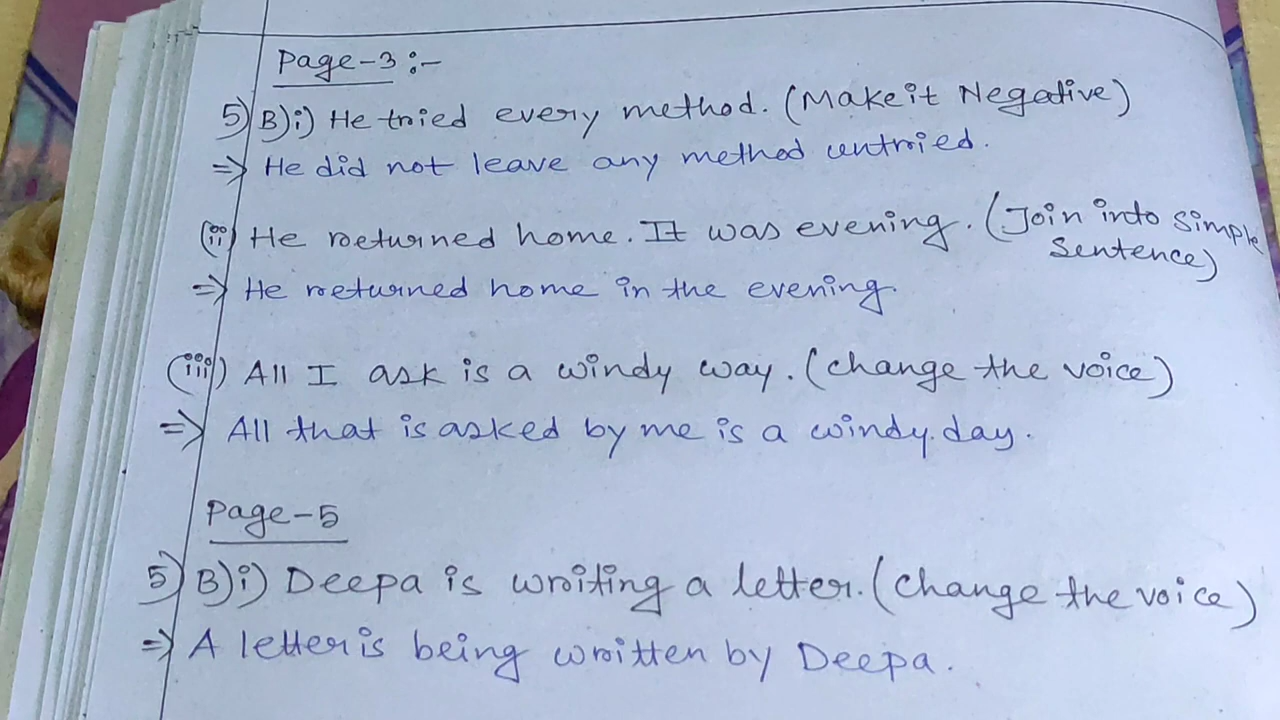 Page-3:-
5) B) i) He tried every method. (Make it Negative)
=> He did not leave any method untried.
(ii) He returned home. It was evening. (Join into simple
sentence)
=> He returned home in the evening.
(iii) All I ask is a windy way. (change the voice)
=> All that is asked by me is a windy day.
Page-5
5) B) i) Deepa is writing a letter. (change the voice)
=> A letter is being written by Deepa.